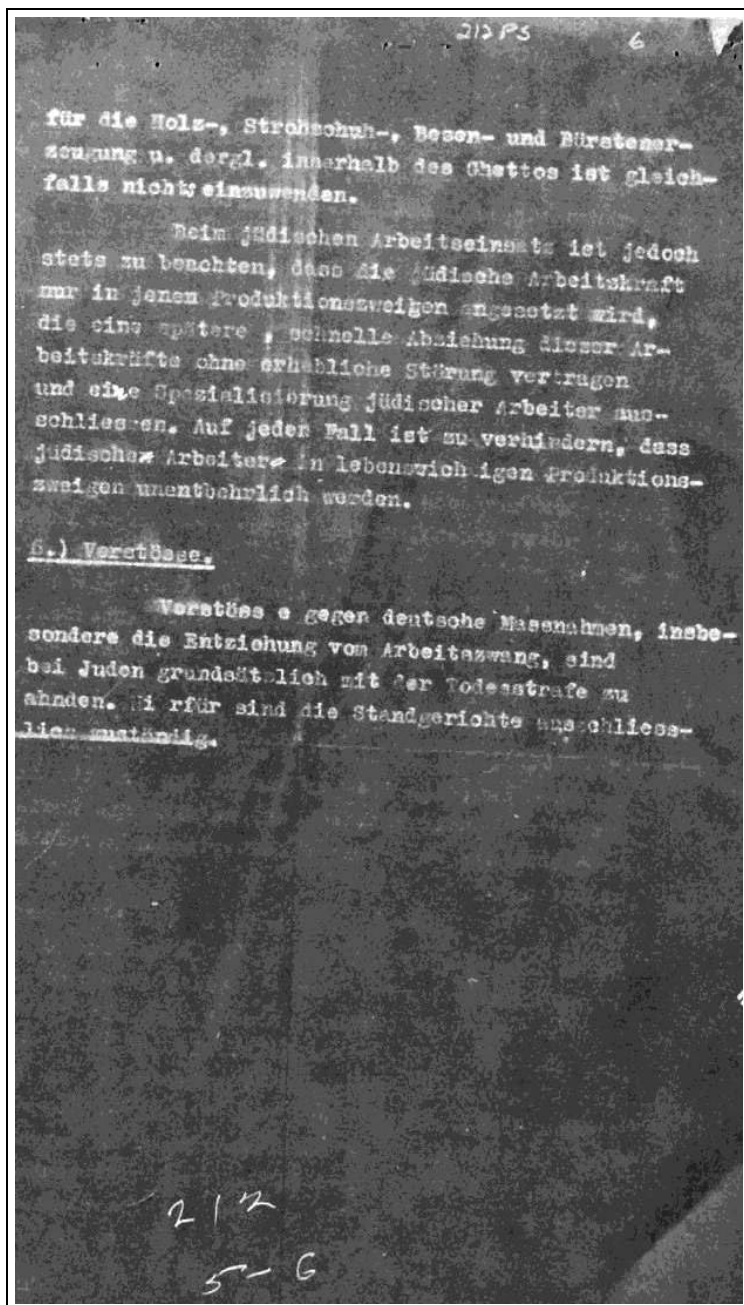 212 PS 6
für die Holz-, Strohschuh-, Besen- und Bürstener-
zeugung u. dergl. innerhalb des Ghettos ist gleich-
falls nichts einzuwenden.
Beim jüdischen Arbeitseinsatz ist jedoch
stets zu beachten, dass die jüdische Arbeitskraft
nur in jenen Produktionszweigen angesetzt wird,
die eine spätere , schnelle Abziehung dieser Ar-
beitskräfte ohne erhebliche Störung vertragen
und eine Spezialisierung jüdischer Arbeiter aus-
schliessen. Auf jeden Fall ist zu verhindern, dass
jüdische Arbeiter in lebenswich igen Produktions-
zweigen unentbehrlich werden.
6.) Verstösse.
Verstöss e gegen deutsche Massnahmen, insbe-
sondere die Entziehung vom Arbeitszwang, sind
bei Juden grundsätzlich mit der Todesstrafe zu
ahnden. Hi rfür sind die Standgerichte ausschliess-
lich zuständig.
212
5 - 6